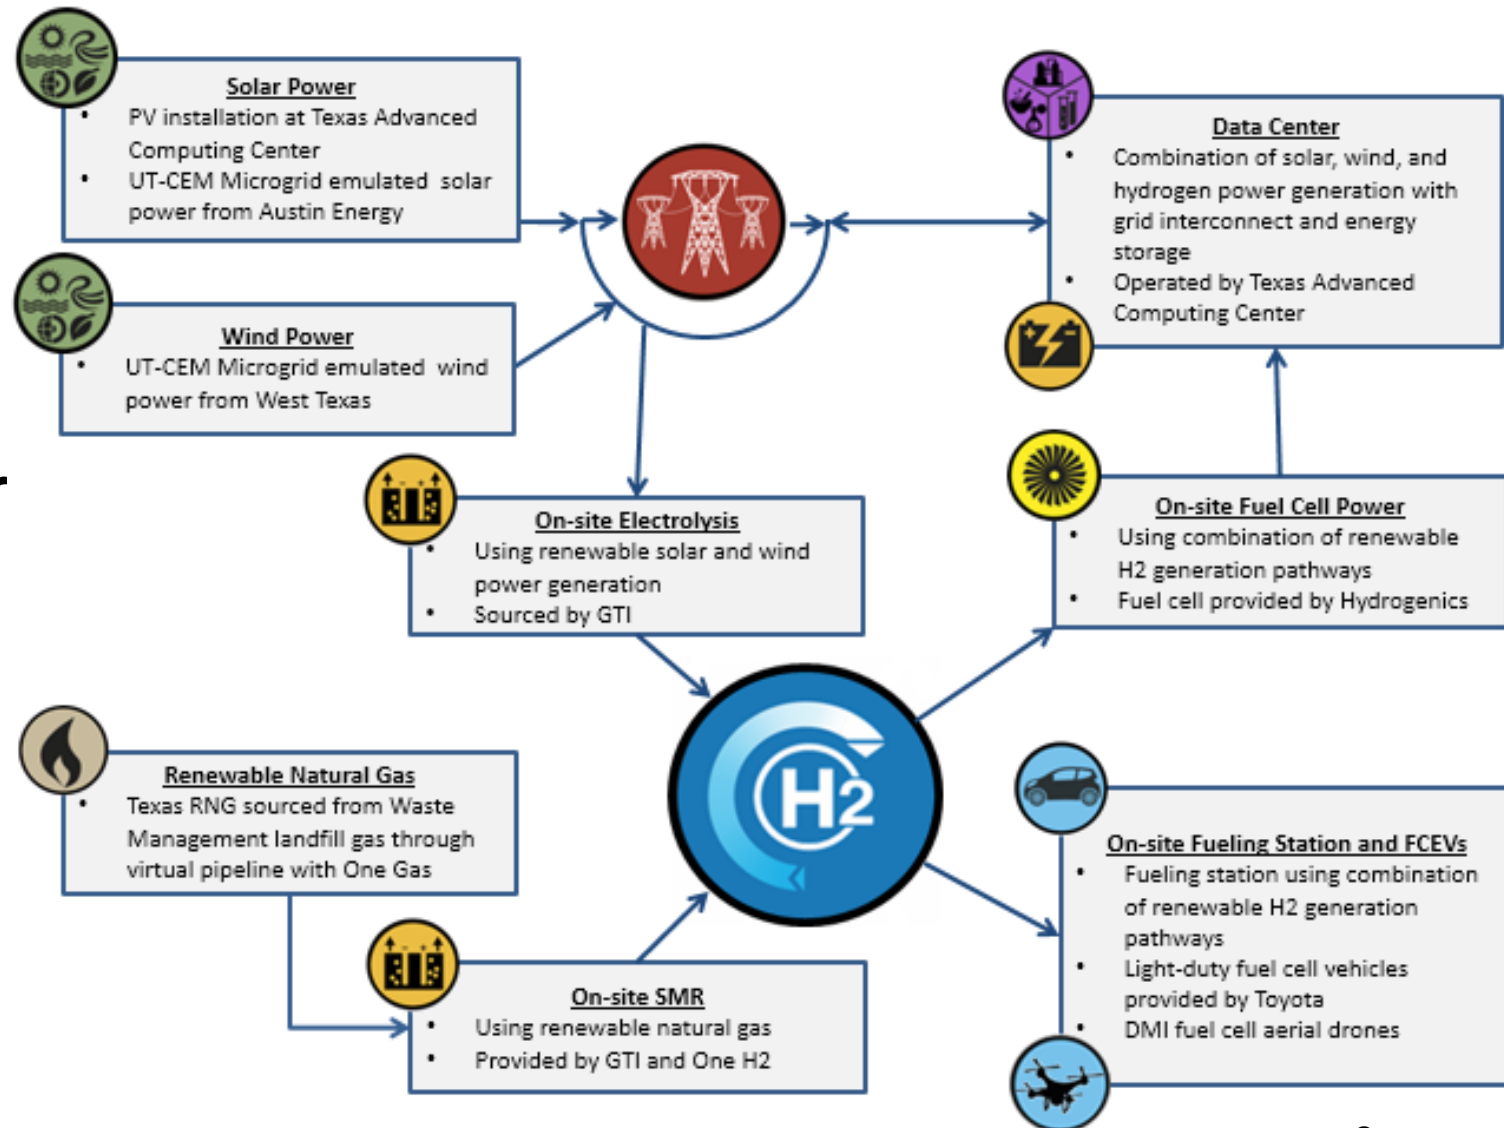 Solar Power
• PV installation at Texas Advanced
Computing Center
• UT-CEM Microgrid emulated solar
power from Austin Energy
Wind Power
• UT-CEM Microgrid emulated wind
power from West Texas
Data Center
• Combination of solar, wind, and
hydrogen power generation with
grid interconnect and energy
storage
• Operated by Texas Advanced
Computing Center
On-site Electrolysis
• Using renewable solar and wind
power generation
• Sourced by GTI
On-site Fuel Cell Power
• Using combination of renewable
H2 generation pathways
• Fuel cell provided by Hydrogenics
H2
Renewable Natural Gas
• Texas RNG sourced from Waste
Management landfill gas through
virtual pipeline with One Gas
On-site SMR
• Using renewable natural gas
• Provided by GTI and One H2
On-site Fueling Station and FCEVs
• Fueling station using combination
of renewable H2 generation
pathways
• Light-duty fuel cell vehicles
provided by Toyota
• DMI fuel cell aerial drones